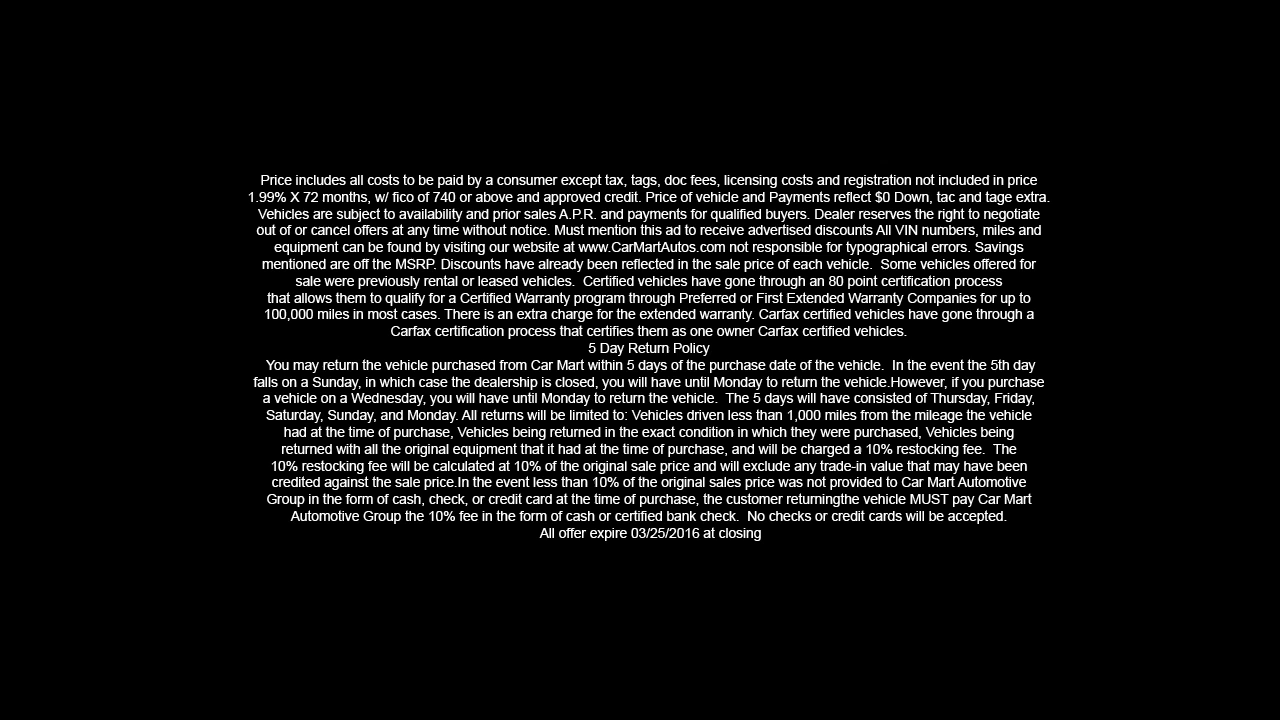 Price includes all costs to be paid by a consumer except tax, tags, doc fees, licensing costs and registration not included in price
1.99% X 72 months, w/ fico of 740 or above and approved credit. Price of vehicle and Payments reflect $0 Down, tac and tage extra.
Vehicles are subject to availability and prior sales A.P.R. and payments for qualified buyers. Dealer reserves the right to negotiate
out of or cancel offers at any time without notice. Must mention this ad to receive advertised discounts All VIN numbers, miles and
equipment can be found by visiting our website at www.CarMartAutos.com not responsible for typographical errors. Savings
mentioned are off the MSRP. Discounts have already been reflected in the sale price of each vehicle.  Some vehicles offered for
sale were previously rental or leased vehicles.  Certified vehicles have gone through an 80 point certification process
that allows them to qualify for a Certified Warranty program through Preferred or First Extended Warranty Companies for up to
100,000 miles in most cases. There is an extra charge for the extended warranty. Carfax certified vehicles have gone through a
Carfax certification process that certifies them as one owner Carfax certified vehicles.
5 Day Return Policy
You may return the vehicle purchased from Car Mart within 5 days of the purchase date of the vehicle.  In the event the 5th day
falls on a Sunday, in which case the dealership is closed, you will have until Monday to return the vehicle.However, if you purchase
a vehicle on a Wednesday, you will have until Monday to return the vehicle.  The 5 days will have consisted of Thursday, Friday,
Saturday, Sunday, and Monday. All returns will be limited to: Vehicles driven less than 1,000 miles from the mileage the vehicle
had at the time of purchase, Vehicles being returned in the exact condition in which they were purchased, Vehicles being
returned with all the original equipment that it had at the time of purchase, and will be charged a 10% restocking fee.  The
10% restocking fee will be calculated at 10% of the original sale price and will exclude any trade-in value that may have been
credited against the sale price.In the event less than 10% of the original sales price was not provided to Car Mart Automotive
Group in the form of cash, check, or credit card at the time of purchase, the customer returningthe vehicle MUST pay Car Mart
Automotive Group the 10% fee in the form of cash or certified bank check.  No checks or credit cards will be accepted.
All offer expire 03/25/2016 at closing